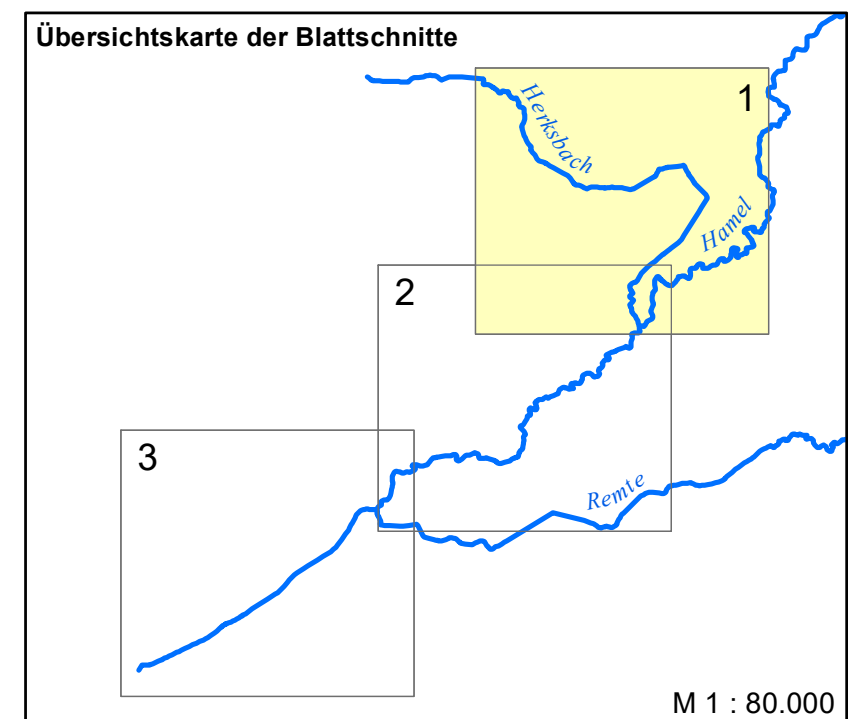 Übersichtskarte der Blattschnitte
1
Herksbach
Hamel
2
3
Remte
M 1 : 80.000